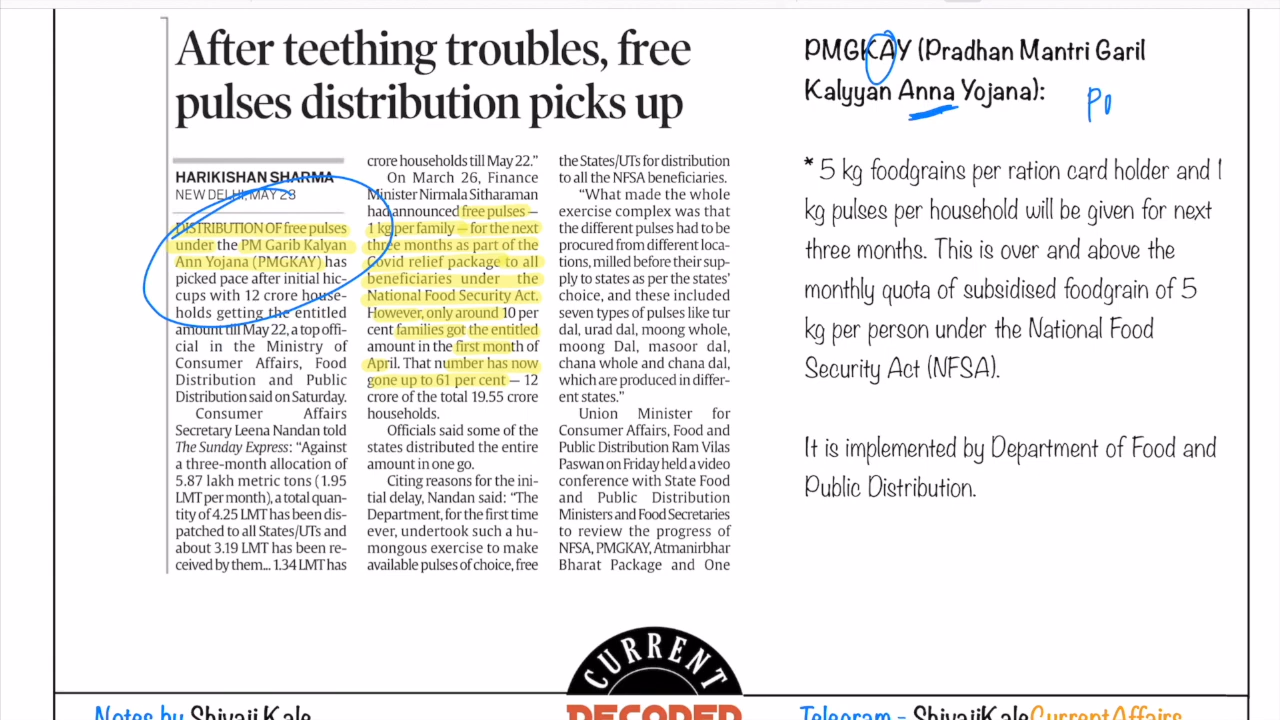 After teething troubles, free
pulses distribution picks up
HARIKISHAN SHARMA
NEW DELHI, MAY 23
DISTRIBUTION OF free pulses
under the PM Garib Kalyan
Ann Yojana (PMGKAY) has
picked pace after initial hic-
cups with 12 crore house-
holds getting the entitled
amount till May 22, a top offi-
cial in the Ministry of
Consumer Affairs, Food
Distribution and Public
Distribution said on Saturday.
Consumer Affairs
Secretary Leena Nandan told
The Sunday Express: “Against
a three-month allocation of
5.87 lakh metric tons (1.95
LMT per month), a total quan-
tity of 4.25 LMT has been dis-
patched to all States/UTs and
about 3.19 LMT has been re-
ceived by them... 1.34 LMT has
crore households till May 22.”
On March 26, Finance
Minister Nirmala Sitharaman
had announced free pulses —
1 kg per family — for the next
three months as part of the
Covid relief package to all
beneficiaries under the
National Food Security Act.
However, only around 10 per
cent families got the entitled
amount in the first month of
April. That number has now
gone up to 61 per cent — 12
crore of the total 19.55 crore
households.
Officials said some of the
states distributed the entire
amount in one go.
Citing reasons for the ini-
tial delay, Nandan said: “The
Department, for the first time
ever, undertook such a hu-
mongous exercise to make
available pulses of choice, free
the States/UTs for distribution
to all the NFSA beneficiaries.
“What made the whole
exercise complex was that
the different pulses had to be
procured from different loca-
tions, milled before their sup-
ply to states as per the states’
choice, and these included
seven types of pulses like tur
dal, urad dal, moong whole,
moong Dal, masoor dal,
chana whole and chana dal,
which are produced in differ-
ent states.”
Union Minister for
Consumer Affairs, Food and
Public Distribution Ram Vilas
Paswan on Friday held a video
conference with State Food
and Public Distribution
Ministers and Food Secretaries
to review the progress of
NFSA, PMGKAY, Atmanirbhar
Bharat Package and One
PMGKAY (Pradhan Mantri Garil
Kalyyan Anna Yojana):
* 5 kg foodgrains per ration card holder and 1
kg pulses per household will be given for next
three months. This is over and above the
monthly quota of subsidised foodgrain of 5
kg per person under the National Food
Security Act (NFSA).
It is implemented by Department of Food and
Public Distribution.
CURRENT
DECODED
Notes by Shivaji Kale
Telegram - ShivajiKaleCurrentAffairs